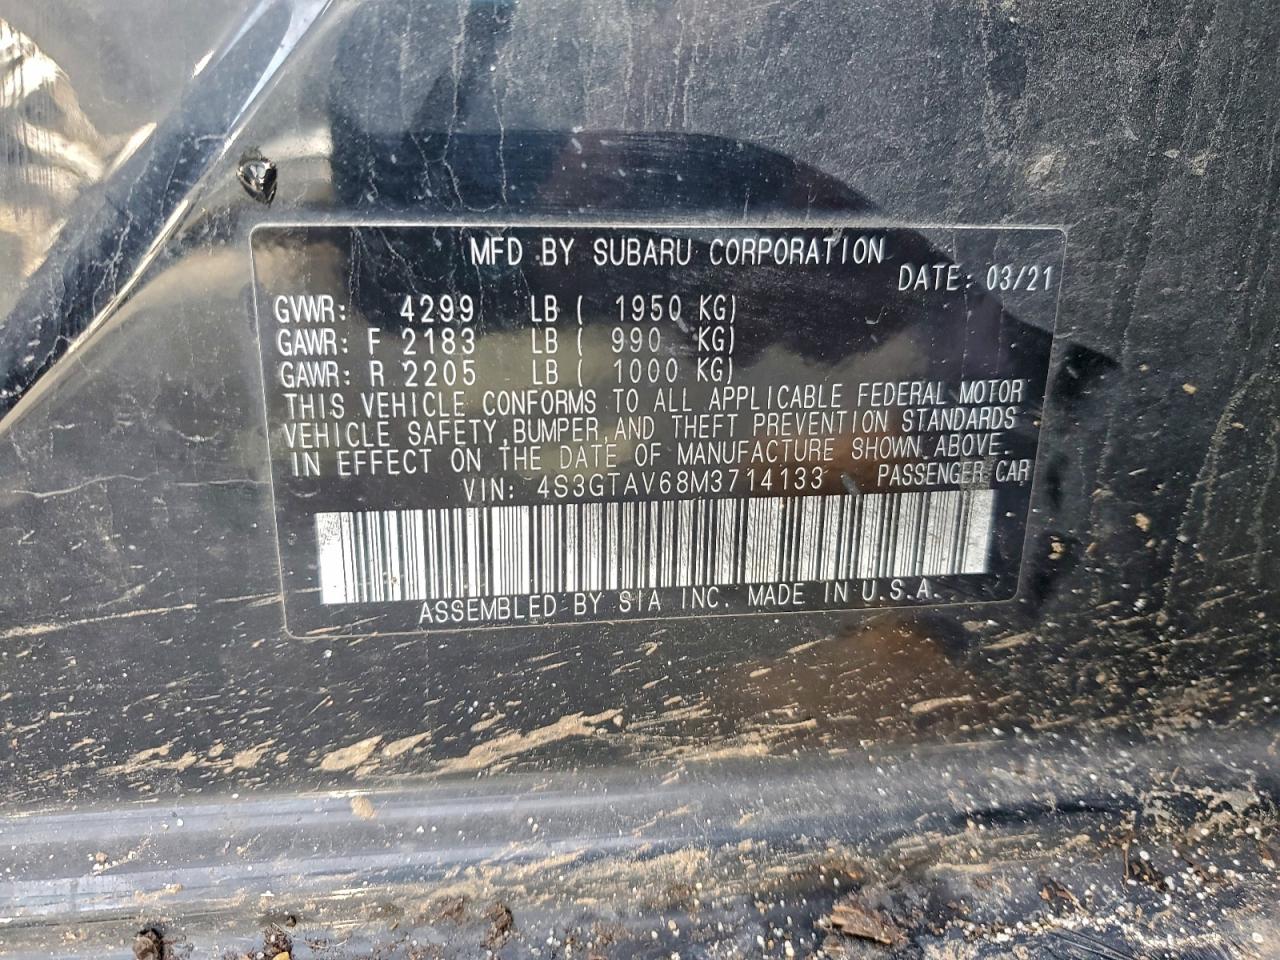 MFD BY SUBARU CORPORATION
DATE: 03/21
GVWR: 4299 LB ( 1950 KG)
GAWR: F 2183 LB ( 990 KG)
GAWR: R 2205 LB ( 1000 KG)
THIS VEHICLE CONFORMS TO ALL APPLICABLE FEDERAL MOTOR
VEHICLE SAFETY, BUMPER, AND THEFT PREVENTION STANDARDS
IN EFFECT ON THE DATE OF MANUFACTURE SHOWN ABOVE.
VIN: 4S3GTAV68M3714133 PASSENGER CAR
ASSEMBLED BY SIA INC. MADE IN U.S.A.